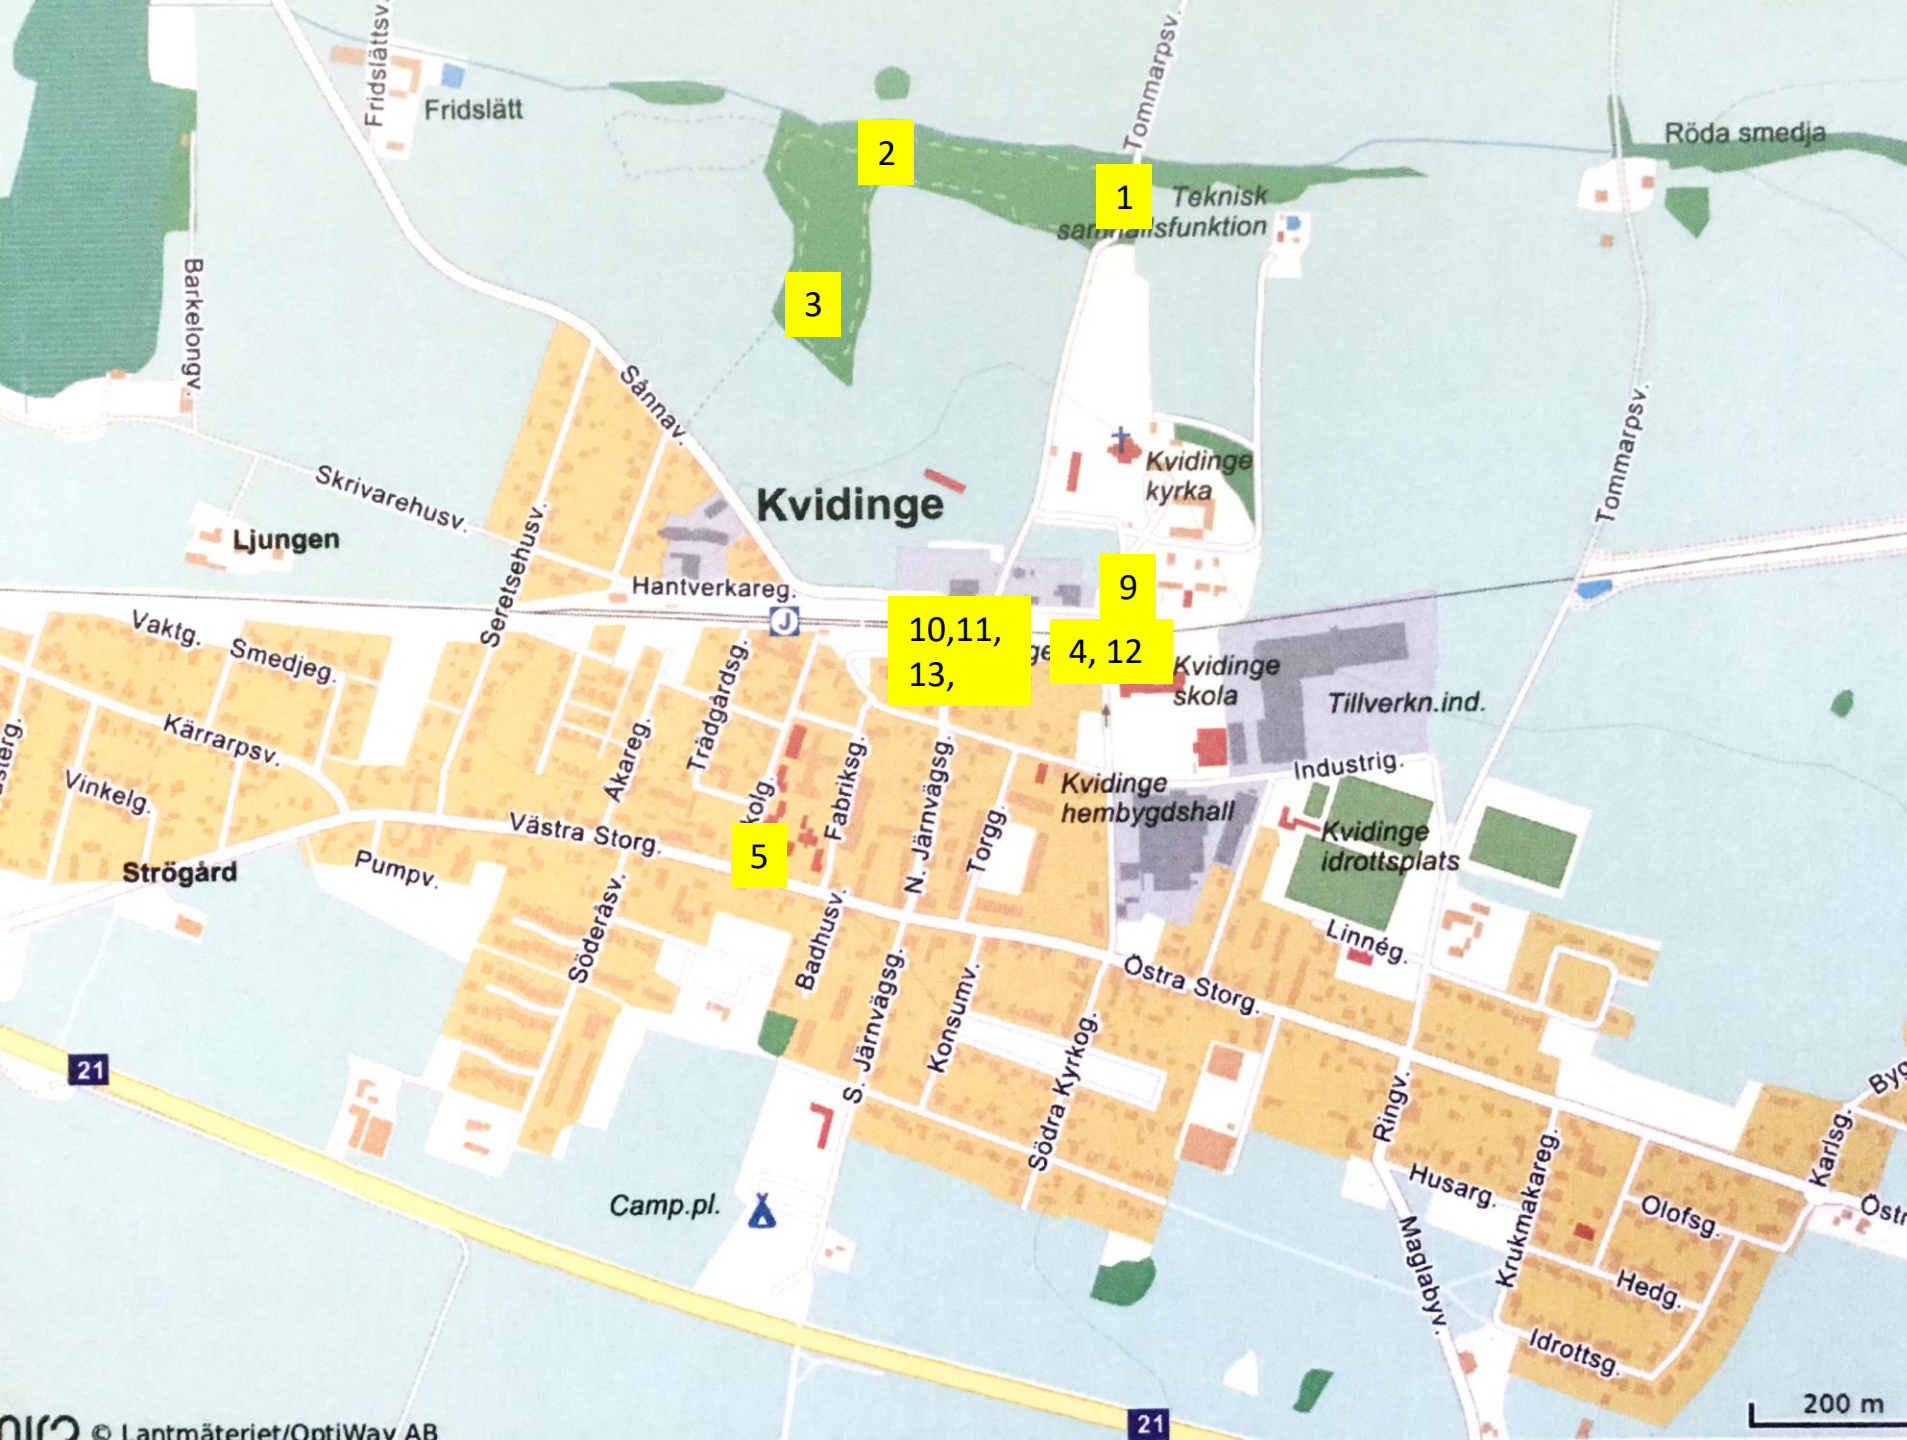 Fridslättsv.
Tommarpsv.
Fridslätt
Röda smedja
2
1
Teknisk
samhällsfunktion
Barkelongv.
3
Sånnav.
Tommarpsv.
Kvidinge
kyrka
Skrivarehusv.
Kvidinge
Ljungen
Seretsehusv.
Hantverkareg.
J
9
10,11,
13,
4, 12
Vaktg.
Smedjeg.
Kvidinge
skola
Trädgårdsg.
Tillverkn.ind.
Kärrarpsv.
Åkareg.
Vinkelg.
Fabriksg.
N. Järnvägsg.
Torgg.
Industrig.
Kvidinge
hembygdshall
Västra Storg.
5
Kvidinge
idrottsplats
Strögård
Pumpv.
Söderåsv.
Badhusv.
Linnég.
S. Järnvägsg.
Konsumv.
Östra Storg.
Södra Kyrkog.
21
Ringv.
Karlsg.
Camp.pl.
Husarg.
Krukmakareg.
Olofsg.
Maglabyv.
Hedg.
Idrottsg.
21
200 m
© Lantmäteriet/OptiWay AB